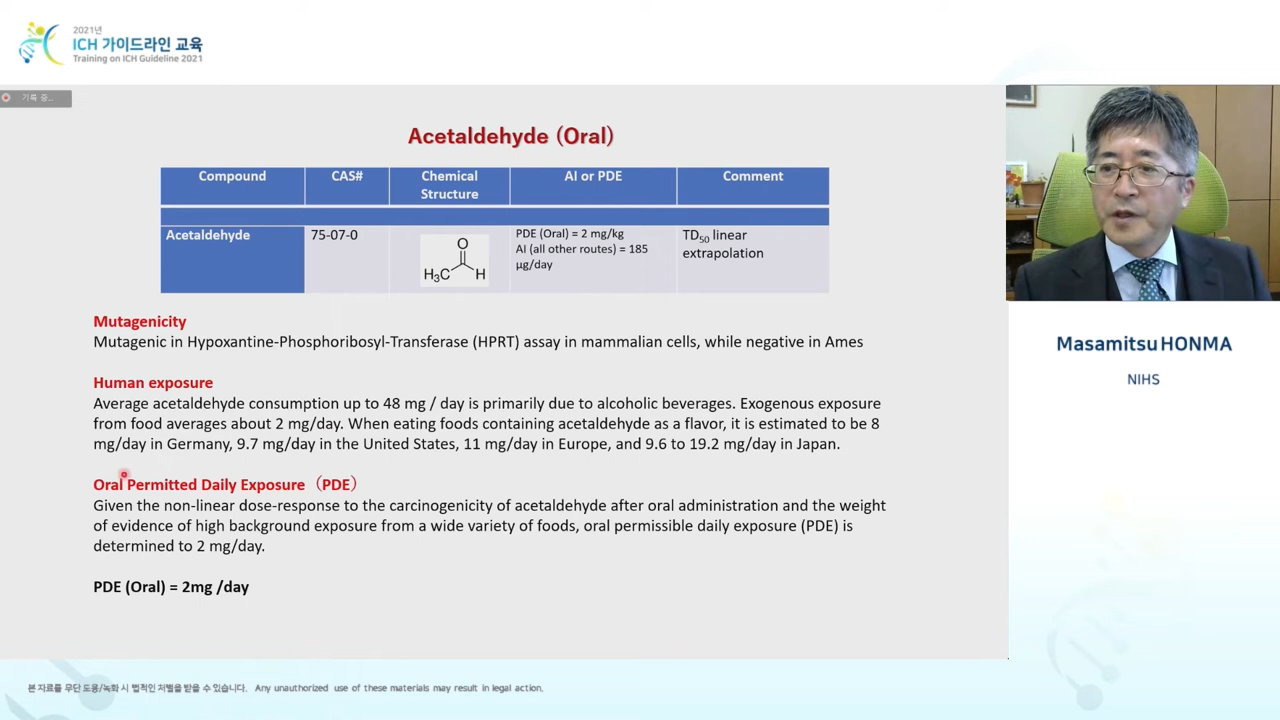 2021년
ICH 가이드라인 교육
Training on ICH Guideline 2021
기록 중...
Acetaldehyde (Oral)
Compound CAS# Chemical Structure AI or PDE Comment
Acetaldehyde 75-07-0 PDE (Oral) = 2 mg/kg TD50 linear
AI (all other routes) = 185 extrapolation
µg/day
O
H3C H
Mutagenicity
Mutagenic in Hypoxantine-Phosphoribosyl-Transferase (HPRT) assay in mammalian cells, while negative in Ames
Human exposure
Average acetaldehyde consumption up to 48 mg / day is primarily due to alcoholic beverages. Exogenous exposure
from food averages about 2 mg/day. When eating foods containing acetaldehyde as a flavor, it is estimated to be 8
mg/day in Germany, 9.7 mg/day in the United States, 11 mg/day in Europe, and 9.6 to 19.2 mg/day in Japan.
Oral Permitted Daily Exposure（PDE）
Given the non-linear dose-response to the carcinogenicity of acetaldehyde after oral administration and the weight
of evidence of high background exposure from a wide variety of foods, oral permissible daily exposure (PDE) is
determined to 2 mg/day.
PDE (Oral) = 2mg /day
Masamitsu HONMA
NIHS
본 자료를 무단 도용/녹화 시 법적인 처벌을 받을 수 있습니다. Any unauthorized use of these materials may result in legal action.